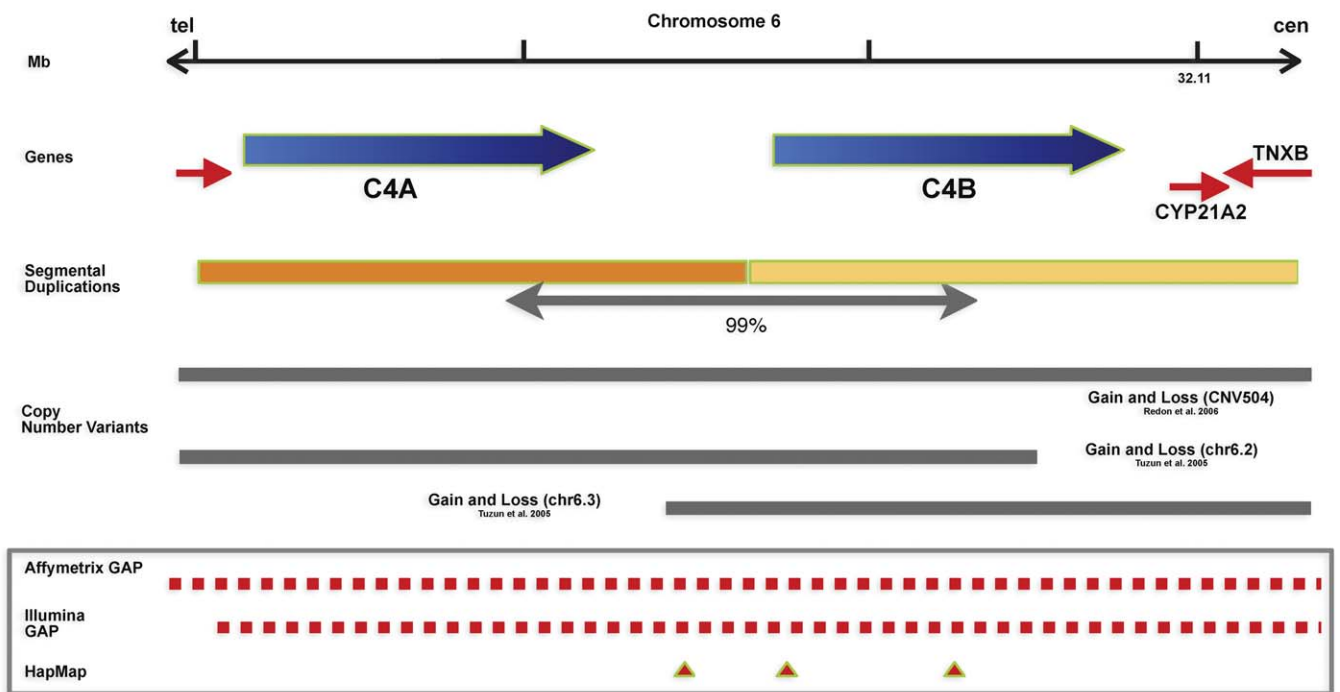 tel
Chromosome 6
cen
Mb
32.11
Genes
TNXB
C4A
C4B
CYP21A2
Segmental
Duplications
99%
Gain and Loss (CNV504)
Redon et al. 2006
Copy
Number Variants
Gain and Loss (chr6.2)
Tuzun et al. 2005
Gain and Loss (chr6.3)
Tuzun et al. 2005
Affymetrix GAP
Illumina
GAP
HapMap